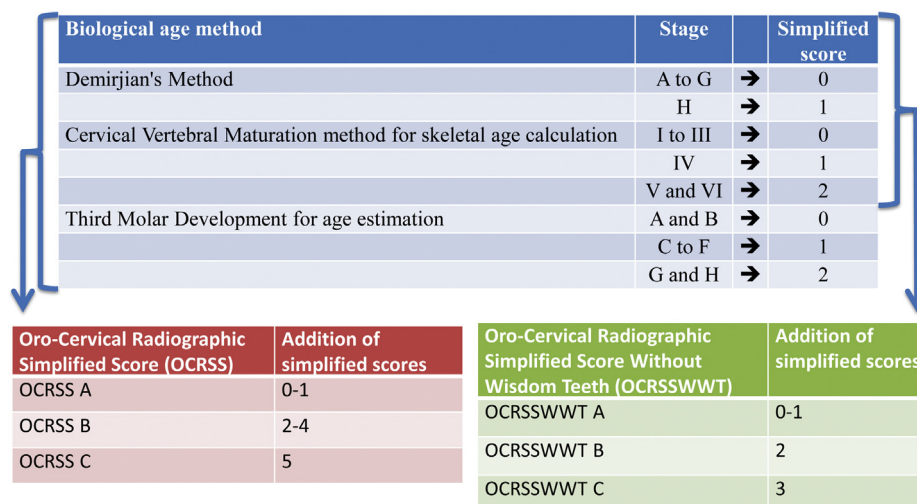 Biological age method Stage Simplified score
Demirjian's Method A to G ➔ 0
H ➔ 1
Cervical Vertebral Maturation method for skeletal age calculation I to III ➔ 0
IV ➔ 1
V and VI ➔ 2
Third Molar Development for age estimation A and B ➔ 0
C to F ➔ 1
G and H ➔ 2
Oro-Cervical Radiographic Addition of
Simplified Score (OCRSS) simplified scores
OCRSS A 0-1
OCRSS B 2-4
OCRSS C 5
Oro-Cervical Radiographic Addition of
Simplified Score Without simplified scores
Wisdom Teeth (OCRSSWWT)
OCRSSWWT A 0-1
OCRSSWWT B 2
OCRSSWWT C 3